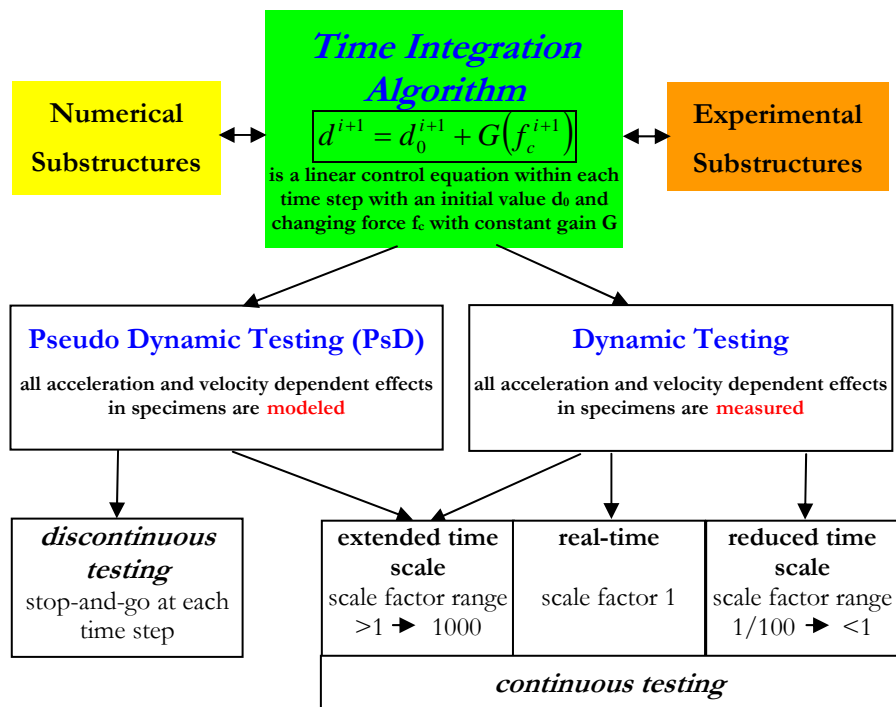 Time Integration
Algorithm
d^{i+1} = d_0^{i+1} + G(f_c^{i+1})
is a linear control equation within each
time step with an initial value d₀ and
changing force f_c with constant gain G
Numerical
Substructures
Experimental
Substructures
Pseudo Dynamic Testing (PsD)
all acceleration and velocity dependent effects
in specimens are modeled
Dynamic Testing
all acceleration and velocity dependent effects
in specimens are measured
discontinuous
testing
stop-and-go at each
time step
extended time
scale
scale factor range
>1 → 1000
real-time
scale factor 1
reduced time
scale
scale factor range
1/100 → <1
continuous testing